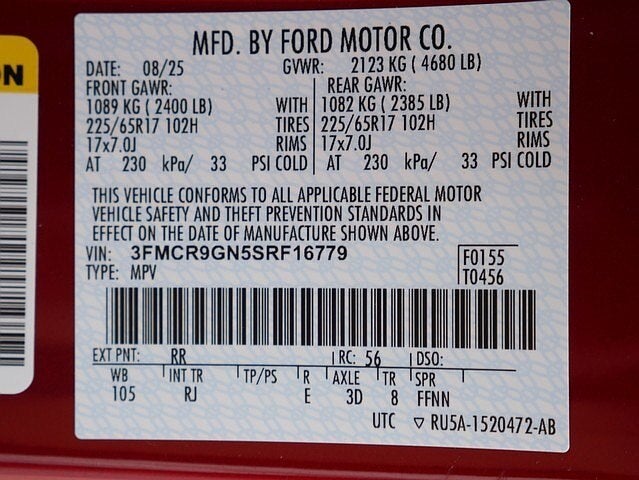 ON
MFD. BY FORD MOTOR CO.
DATE: 08/25 GVWR: 2123 KG ( 4680 LB)
FRONT GAWR: REAR GAWR:
1089 KG ( 2400 LB) WITH 1082 KG ( 2385 LB) WITH
225/65R17 102H TIRES 225/65R17 102H TIRES
17x7.0J RIMS 17x7.0J RIMS
AT 230 kPa/ 33 PSI COLD AT 230 kPa/ 33 PSI COLD
THIS VEHICLE CONFORMS TO ALL APPLICABLE FEDERAL MOTOR
VEHICLE SAFETY AND THEFT PREVENTION STANDARDS IN
EFFECT ON THE DATE OF MANUFACTURE SHOWN ABOVE.
VIN: 3FMCR9GN5SRF16779 F0155
TYPE: MPV T0456
EXT PNT: RR RC: 56 DSO:
WB INT TR TP/PS R AXLE TR SPR
105 RJ E 3D 8 FFNN
UTC ▽ RU5A-1520472-AB